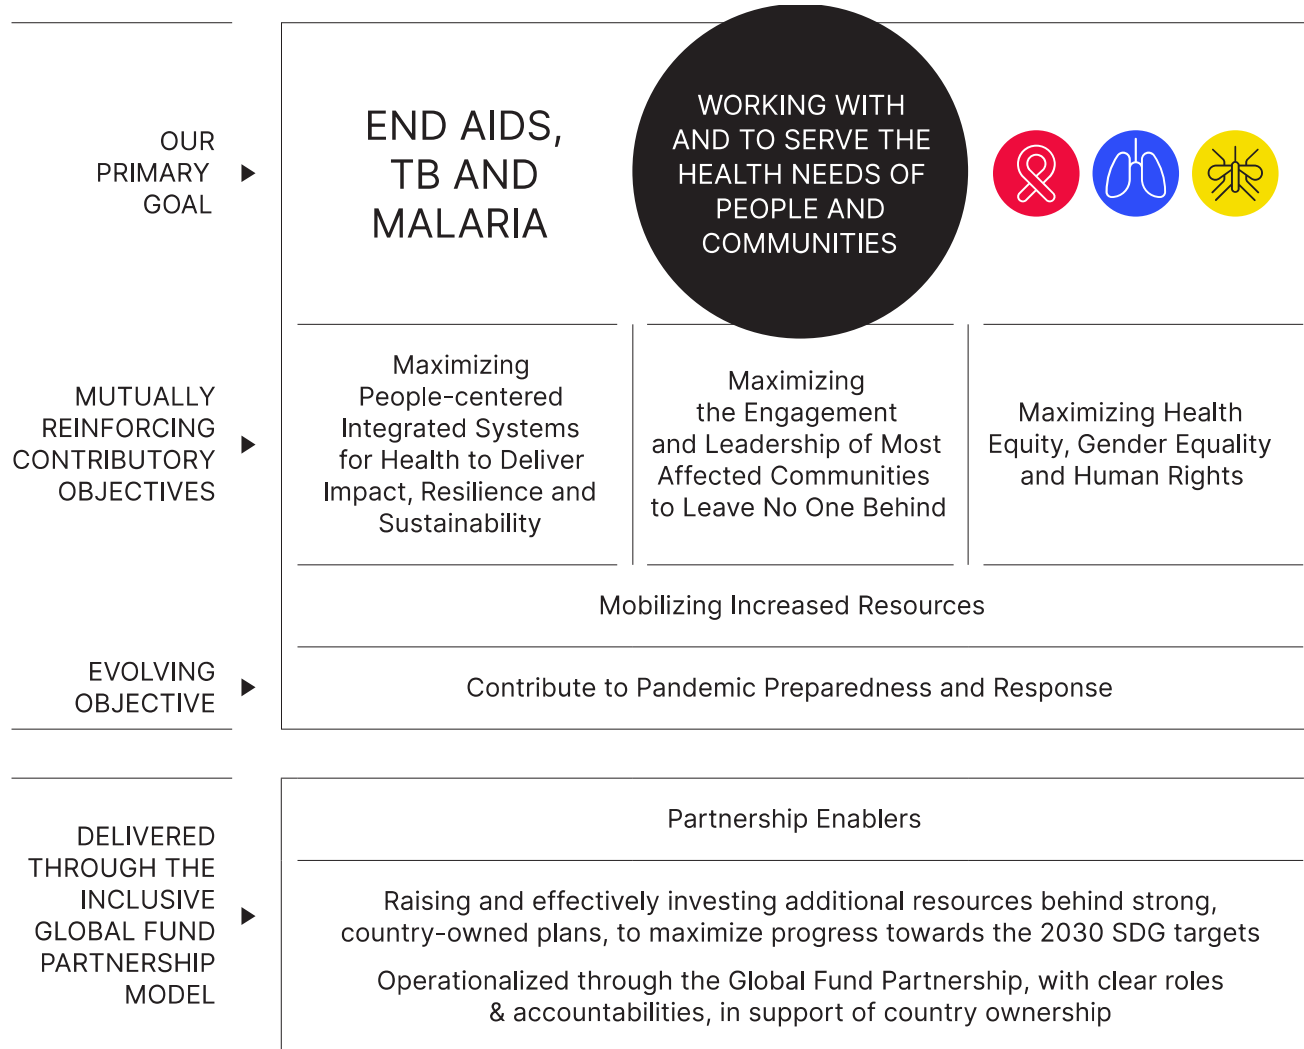 OUR
PRIMARY
GOAL
END AIDS,
TB AND
MALARIA
WORKING WITH
AND TO SERVE THE
HEALTH NEEDS OF
PEOPLE AND
COMMUNITIES
MUTUALLY
REINFORCING
CONTRIBUTORY
OBJECTIVES
Maximizing
People-centered
Integrated Systems
for Health to Deliver
Impact, Resilience and
Sustainability
Maximizing
the Engagement
and Leadership of Most
Affected Communities
to Leave No One Behind
Maximizing Health
Equity, Gender Equality
and Human Rights
Mobilizing Increased Resources
EVOLVING
OBJECTIVE
Contribute to Pandemic Preparedness and Response
DELIVERED
THROUGH THE
INCLUSIVE
GLOBAL FUND
PARTNERSHIP
MODEL
Partnership Enablers
Raising and effectively investing additional resources behind strong,
country-owned plans, to maximize progress towards the 2030 SDG targets
Operationalized through the Global Fund Partnership, with clear roles
& accountabilities, in support of country ownership